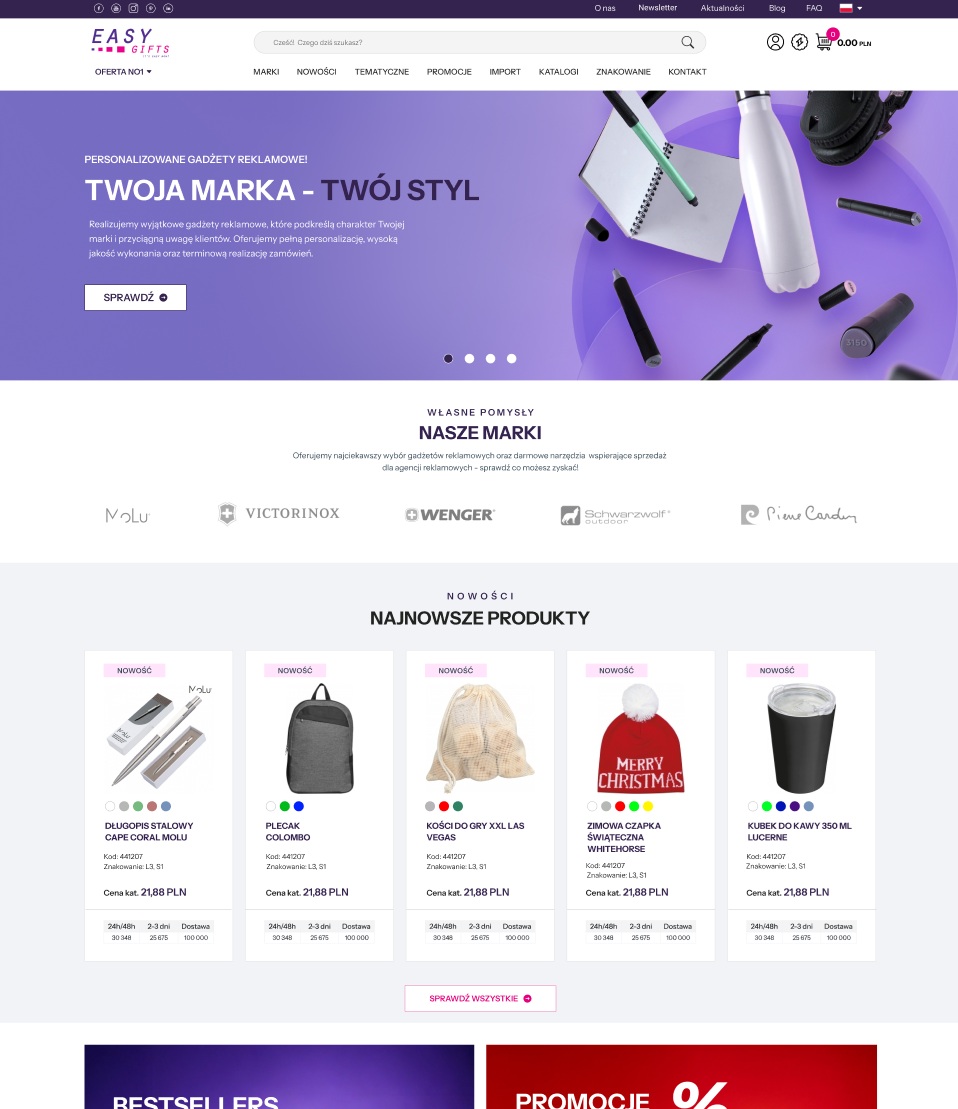 O nas Newsletter Aktualności Blog FAQ
EASY
GIFTS
Cześć! Czego dziś szukasz?
0
0.00 PLN
OFERTA NO1
MARKI NOWOŚCI TEMATYCZNE PROMOCJE IMPORT KATALOGI ZNAKOWANIE KONTAKT
PERSONALIZOWANE GADŻETY REKLAMOWE!
TWOJA MARKA - TWÓJ STYL
Realizujemy wyjątkowe gadżety reklamowe, które podkreślą charakter Twojej
marki i przyciągną uwagę klientów. Oferujemy pełną personalizację, wysoką
jakość wykonania oraz terminową realizację zamówień.
SPRAWDŹ
3150
WŁASNE POMYSŁY
NASZE MARKI
Oferujemy najciekawszy wybór gadżetów reklamowych oraz darmowe narzędzia wspierające sprzedaż
dla agencji reklamowych - sprawdź co możesz zyskać!
MoLu
VICTORINOX
WENGER
Schwarzwolf
outdoor
Pierre Cardin
NOWOŚCI
NAJNOWSZE PRODUKTY
NOWOŚĆ
MoLu
MoLu
DŁUGOPIS STALOWY
CAPE CORAL MOLU
Kod: 441207
Znakowanie: L3, S1
Cena kat. 21,88 PLN
24h/48h 2-3 dni Dostawa
30 348 25 675 100 000
NOWOŚĆ
PLECAK
COLOMBO
Kod: 441207
Znakowanie: L3, S1
Cena kat. 21,88 PLN
24h/48h 2-3 dni Dostawa
30 348 25 675 100 000
NOWOŚĆ
KOŚCI DO GRY XXL LAS
VEGAS
Kod: 441207
Znakowanie: L3, S1
Cena kat. 21,88 PLN
24h/48h 2-3 dni Dostawa
30 348 25 675 100 000
NOWOŚĆ
MERRY
CHRISTMAS
ZIMOWA CZAPKA
ŚWIĄTECZNA
WHITEHORSE
Kod: 441207
Znakowanie: L3, S1
Cena kat. 21,88 PLN
24h/48h 2-3 dni Dostawa
30 348 25 675 100 000
NOWOŚĆ
KUBEK DO KAWY 350 ML
LUCERNE
Kod: 441207
Znakowanie: L3, S1
Cena kat. 21,88 PLN
24h/48h 2-3 dni Dostawa
30 348 25 675 100 000
SPRAWDŹ WSZYSTKIE
BESTSELLERS
PROMOCJE %